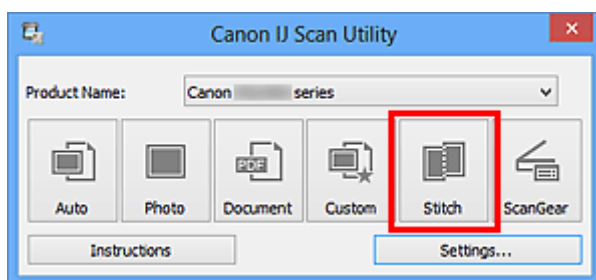 Canon IJ Scan Utility
Product Name: Canon series
PDF
Auto Photo Document Custom Stitch ScanGear
Instructions Settings...